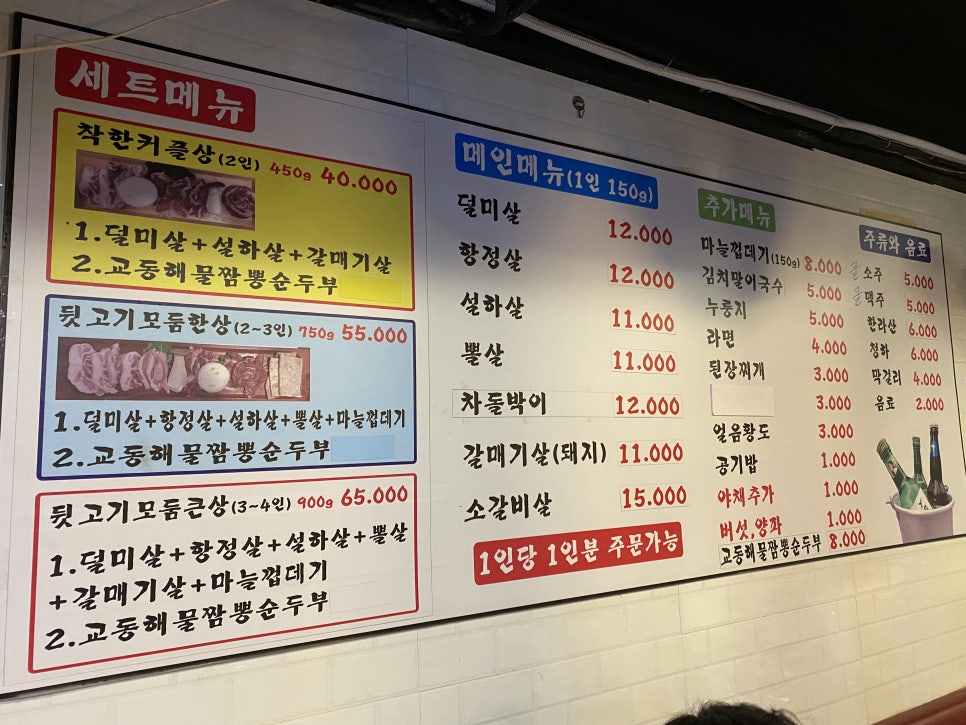 세트메뉴
착한커플상(2인) 450g 40.000
1.덜미살+설하살+갈매기살
2.교동해물짬뽕순두부
뒷고기모둠한상(2~3인) 750g 55.000
1.덜미살+항정살+설하살+뽈살+마늘껍데기
2.교동해물짬뽕순두부
뒷고기모둠큰상(3~4인) 900g 65.000
1.덜미살+항정살+설하살+뽈살
+갈매기살+마늘껍데기
2.교동해물짬뽕순두부
메인메뉴(1인 150g)
덜미살 12.000
항정살 12.000
설하살 11.000
뽈살 11.000
차돌박이 12.000
갈매기살(돼지) 11.000
소갈비살 15.000
1인당 1인분 주문가능
추가메뉴
마늘껍데기(150g) 8.000
김치말이국수 5.000
누룽지 5.000
라면 4.000
된장찌개 3.000
3.000
얼음황도 3.000
공기밥 1.000
야채추가 1.000
버섯,양파 1.000
교동해물짬뽕순두부 8.000
주류와 음료
소주 5.000
맥주 5.000
한라산 6.000
청하 6.000
막걸리 4.000
음료 2.000